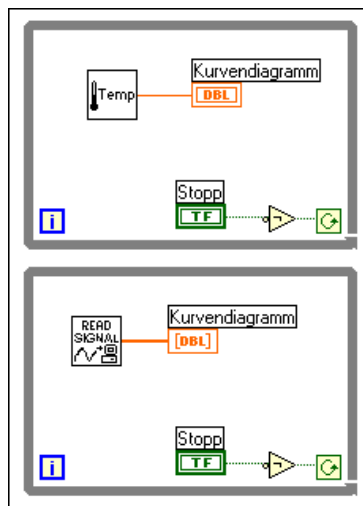 Kurvendiagramm
Temp
DBL
Stopp
TF
i
Kurvendiagramm
READ
SIGNAL
[DBL]
Stopp
TF
i